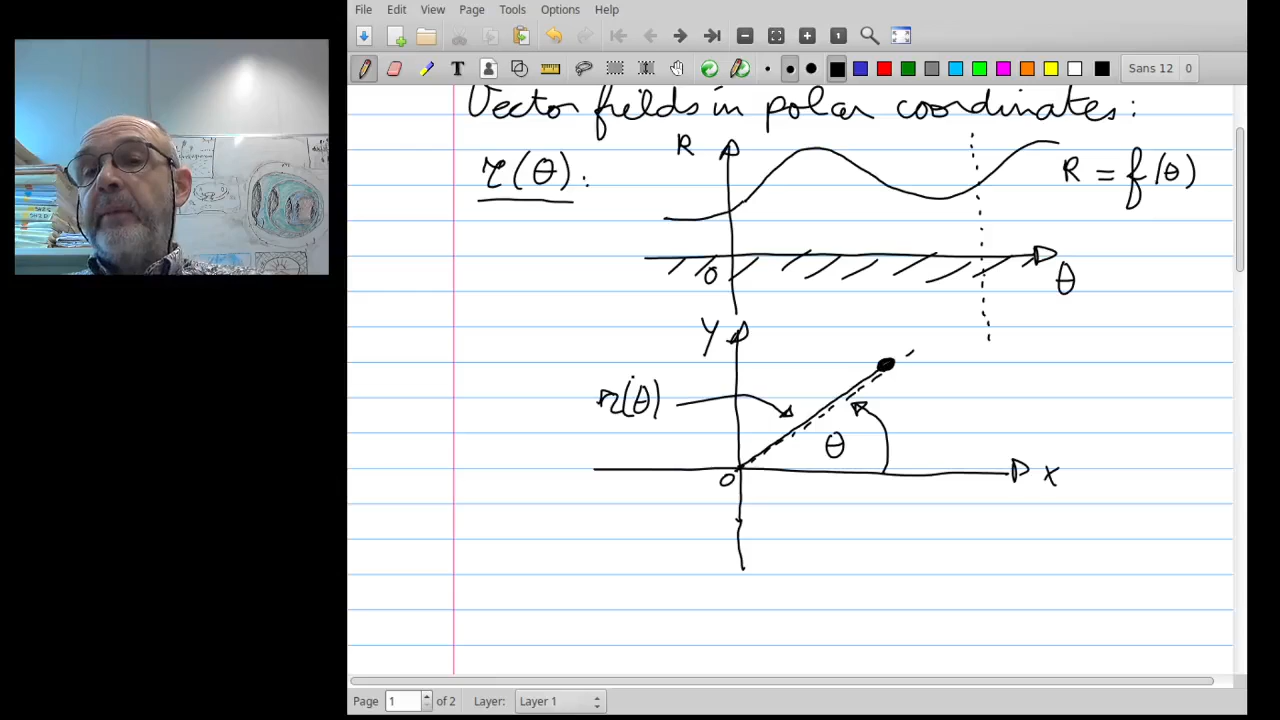 File Edit View Page Tools Options Help
Sans 12 0
Vector fields in polar coordinates:
r(θ):
R
R = f(θ)
O
θ
y
r(θ)
θ
O
x
Page 1 of 2 Layer: Layer 1